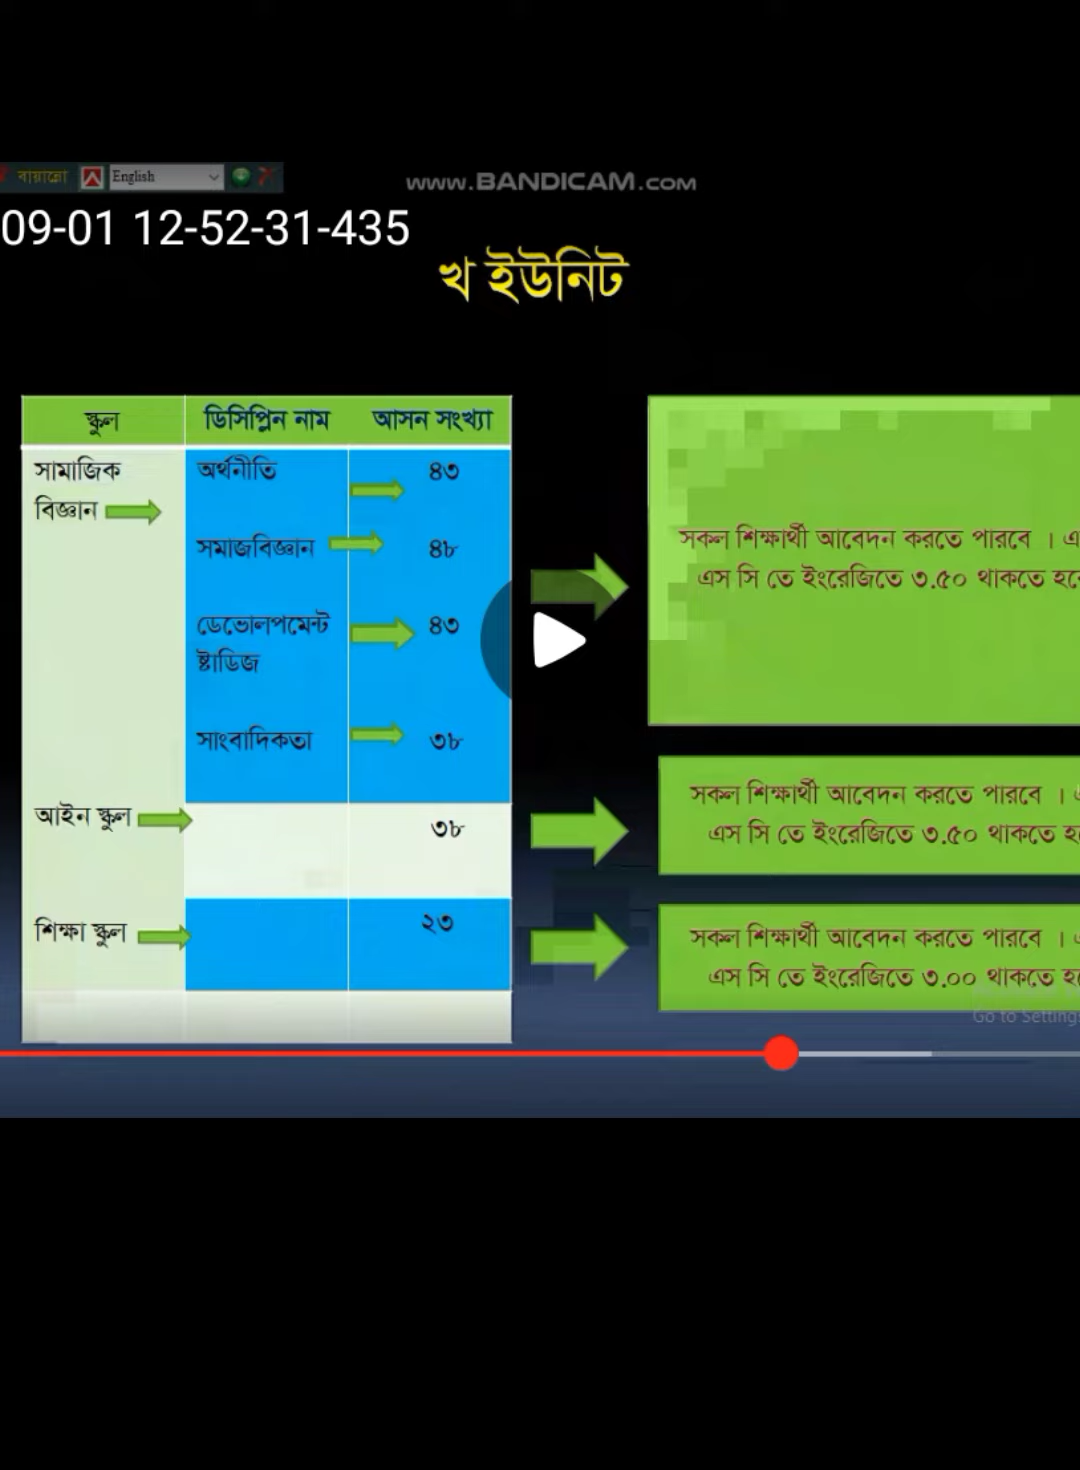 বায়ান্নো English
www.BANDICAM.com
09-01 12-52-31-435
খ ইউনিট
স্কুল ডিসিপ্লিন নাম আসন সংখ্যা
সামাজিক বিজ্ঞান
অর্থনীতি ৪৩
সমাজবিজ্ঞান ৪৮
ডেভোলপমেন্ট ষ্টাডিজ ৪৩
সাংবাদিকতা ৩৮
আইন স্কুল ৩৮
শিক্ষা স্কুল ২৩
সকল শিক্ষার্থী আবেদন করতে পারবে । এ
এস সি তে ইংরেজিতে ৩.৫০ থাকতে হবে
সকল শিক্ষার্থী আবেদন করতে পারবে ।
এস সি তে ইংরেজিতে ৩.৫০ থাকতে
সকল শিক্ষার্থী আবেদন করতে পারবে ।
এস সি তে ইংরেজিতে ৩.০০ থাকতে
Go to Settings